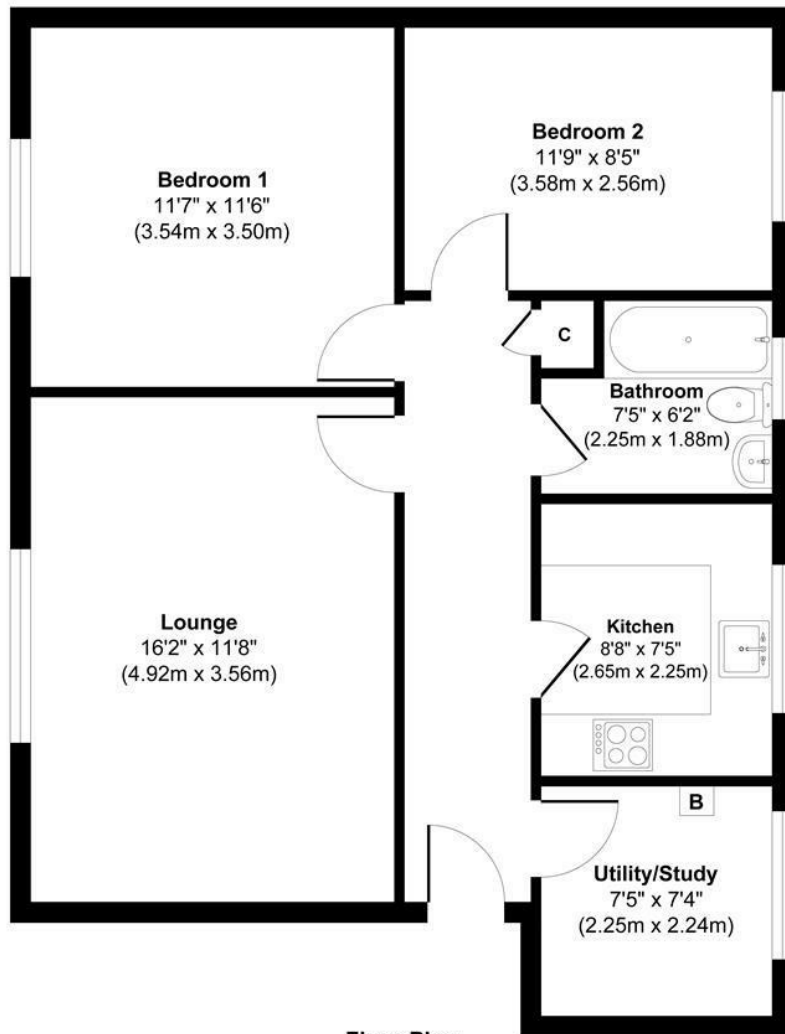 Bedroom 1
11'7" x 11'6"
(3.54m x 3.50m)
Bedroom 2
11'9" x 8'5"
(3.58m x 2.56m)
C
Bathroom
7'5" x 6'2"
(2.25m x 1.88m)
Lounge
16'2" x 11'8"
(4.92m x 3.56m)
Kitchen
8'8" x 7'5"
(2.65m x 2.25m)
B
Utility/Study
7'5" x 7'4"
(2.25m x 2.24m)
Floor Plan